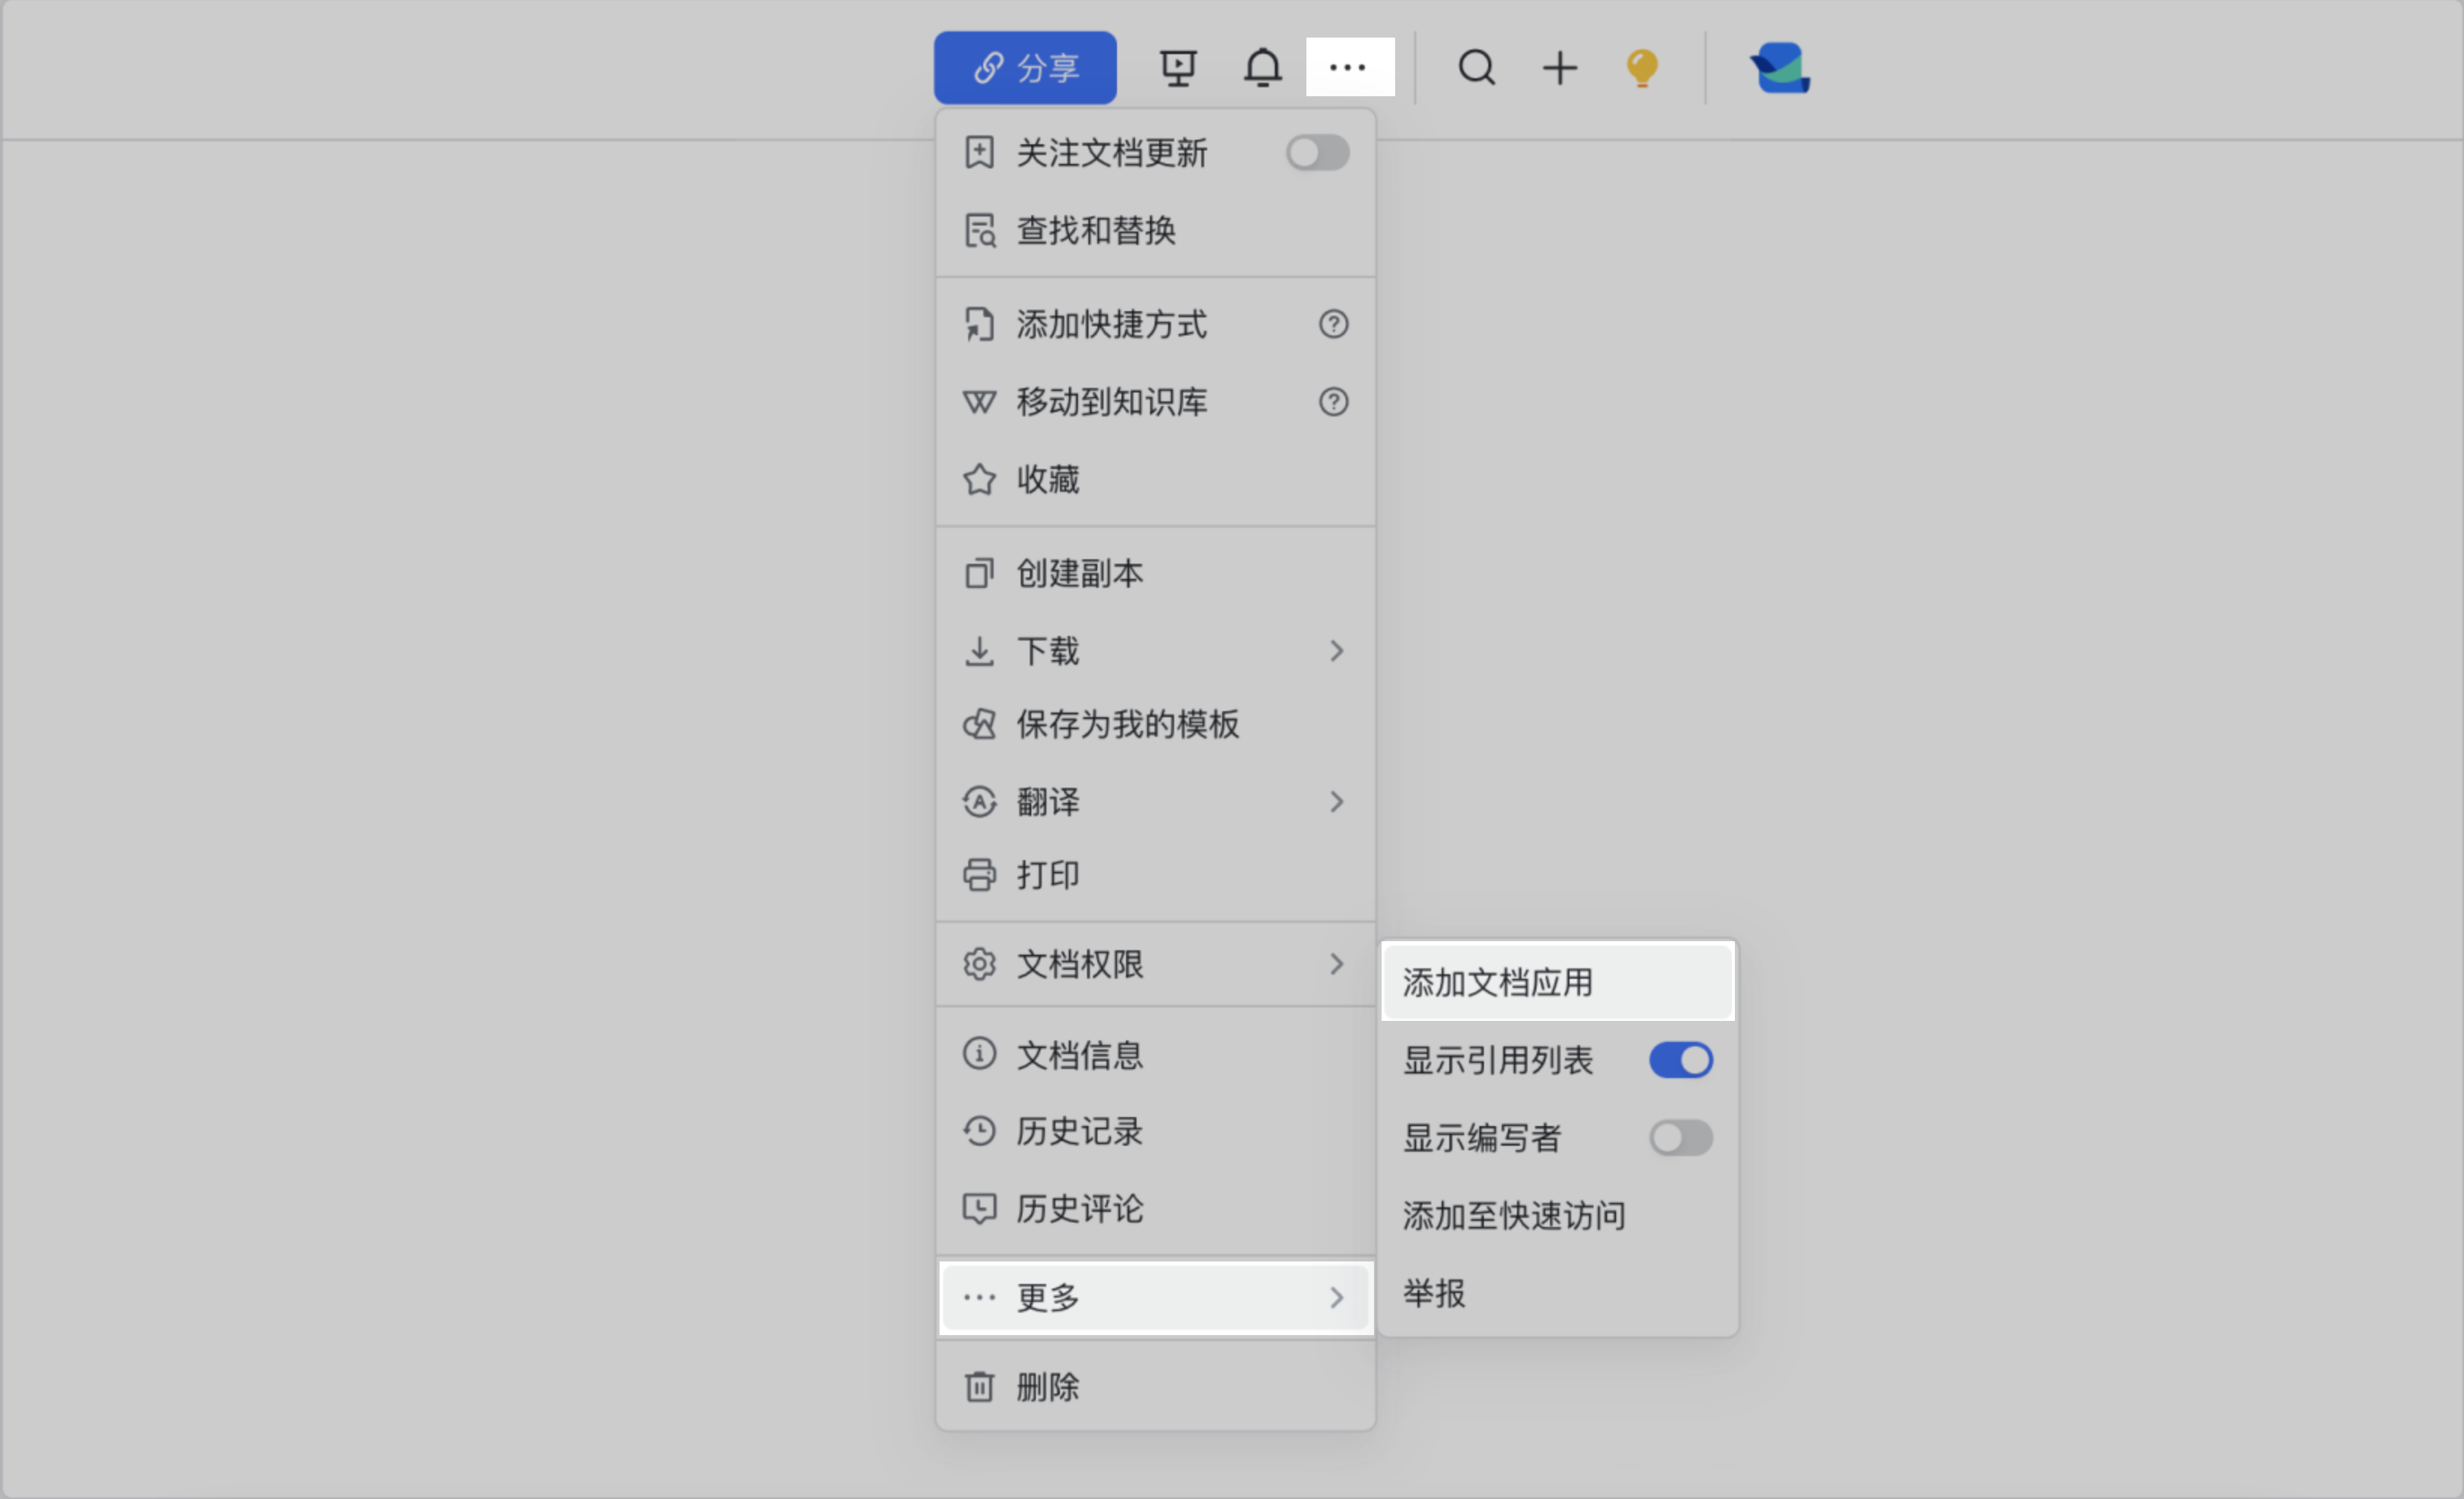 分享
关注文档更新
查找和替换
添加快捷方式
移动到知识库
收藏
创建副本
下载
保存为我的模板
翻译
打印
文档权限
文档信息
历史记录
历史评论
更多
删除
添加文档应用
显示引用列表
显示编写者
添加至快速访问
举报